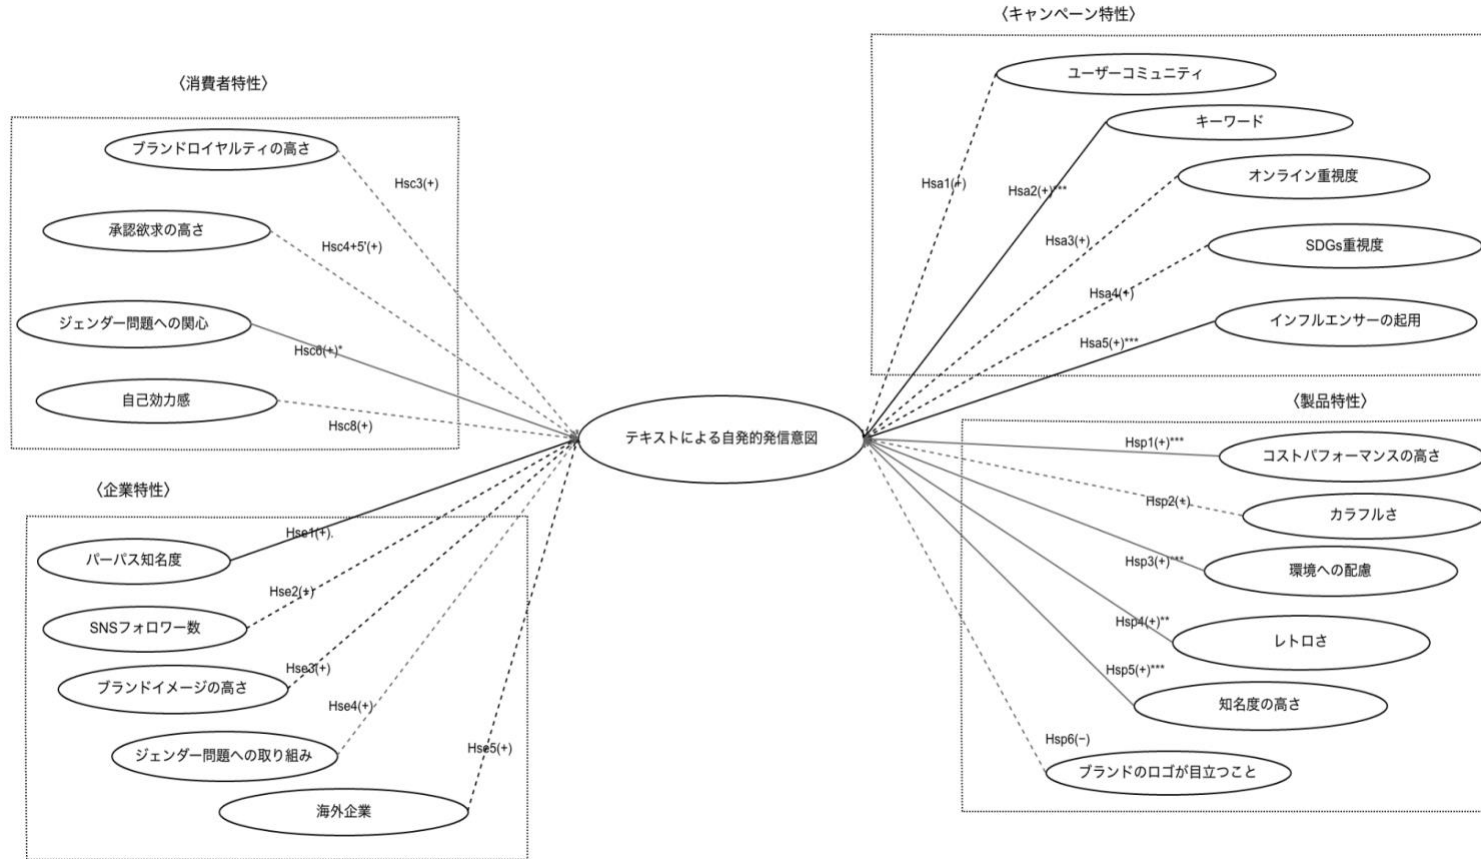 〈消費者特性〉
ブランドロイヤルティの高さ
Hsc3(+)
承認欲求の高さ
Hsc4+5'(+)
ジェンダー問題への関心
Hsc6(+)*
自己効力感
Hsc8(+)
〈企業特性〉
パーパス知名度
Hse1(+).
SNSフォロワー数
Hse2(+)
ブランドイメージの高さ
Hse3(+)
ジェンダー問題への取り組み
Hse4(+)
海外企業
Hse5(+)
テキストによる自発的発信意図
〈キャンペーン特性〉
ユーザーコミュニティ
Hsa1(+)
キーワード
Hsa2(+)***
オンライン重視度
Hsa3(+)
SDGs重視度
Hsa4(+)
インフルエンサーの起用
Hsa5(+)***
〈製品特性〉
Hsp1(+)***
コストパフォーマンスの高さ
Hsp2(+)
カラフルさ
Hsp3(+)***
環境への配慮
Hsp4(+)**
レトロさ
Hsp5(+)***
知名度の高さ
Hsp6(−)
ブランドのロゴが目立つこと